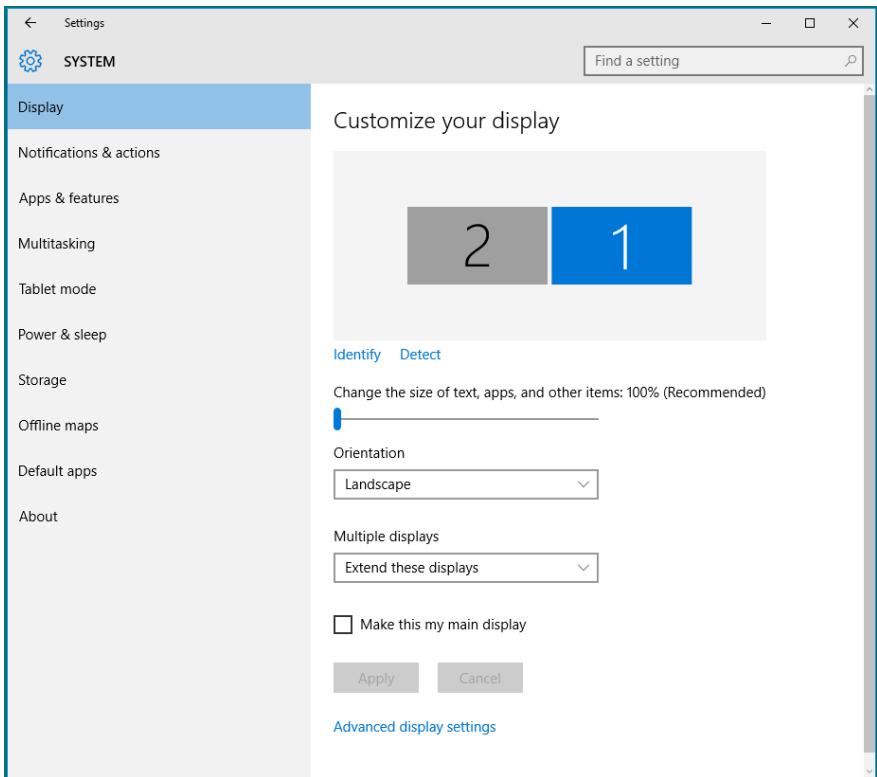 Settings
SYSTEM
Find a setting
Display
Notifications & actions
Apps & features
Multitasking
Tablet mode
Power & sleep
Storage
Offline maps
Default apps
About
Customize your display
2 1
Identify Detect
Change the size of text, apps, and other items: 100% (Recommended)
Orientation
Landscape
Multiple displays
Extend these displays
Make this my main display
Apply Cancel
Advanced display settings